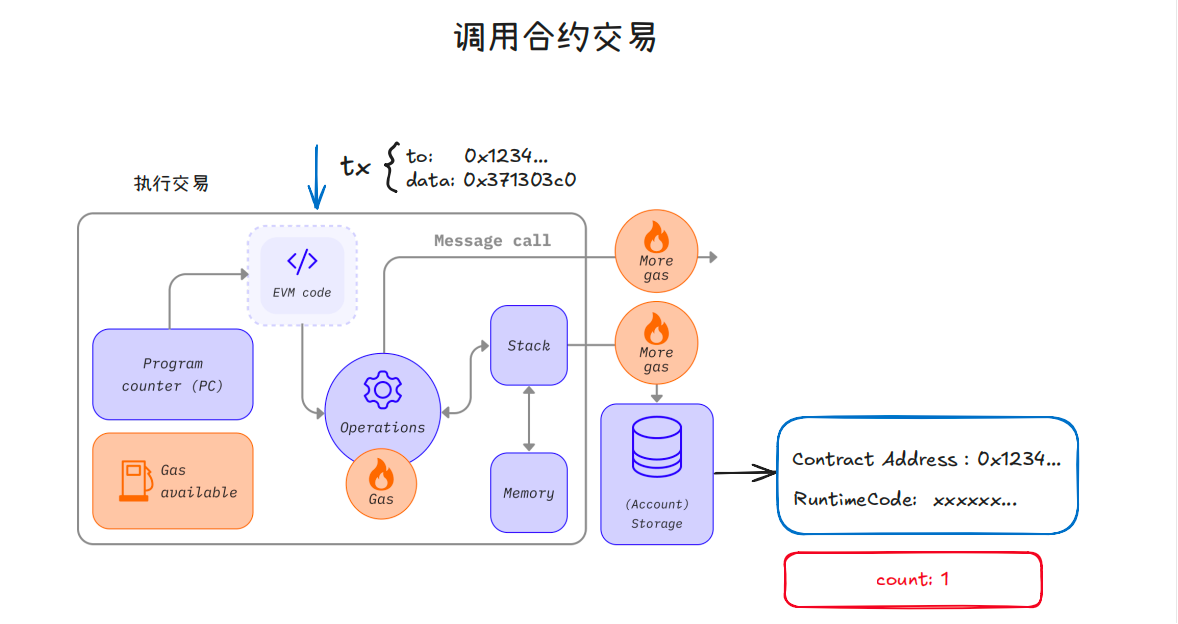 调用合约交易
tx { to: 0x1234...
data: 0x371303c0
执行交易
Message call
More
gas
</> 
EVM code
Program
counter (PC)
Stack
More
gas
Operations
Gas
Gas
available
Memory
(Account)
Storage
Contract Address : 0x1234...
RuntimeCode: xxxxxx...
count: 1